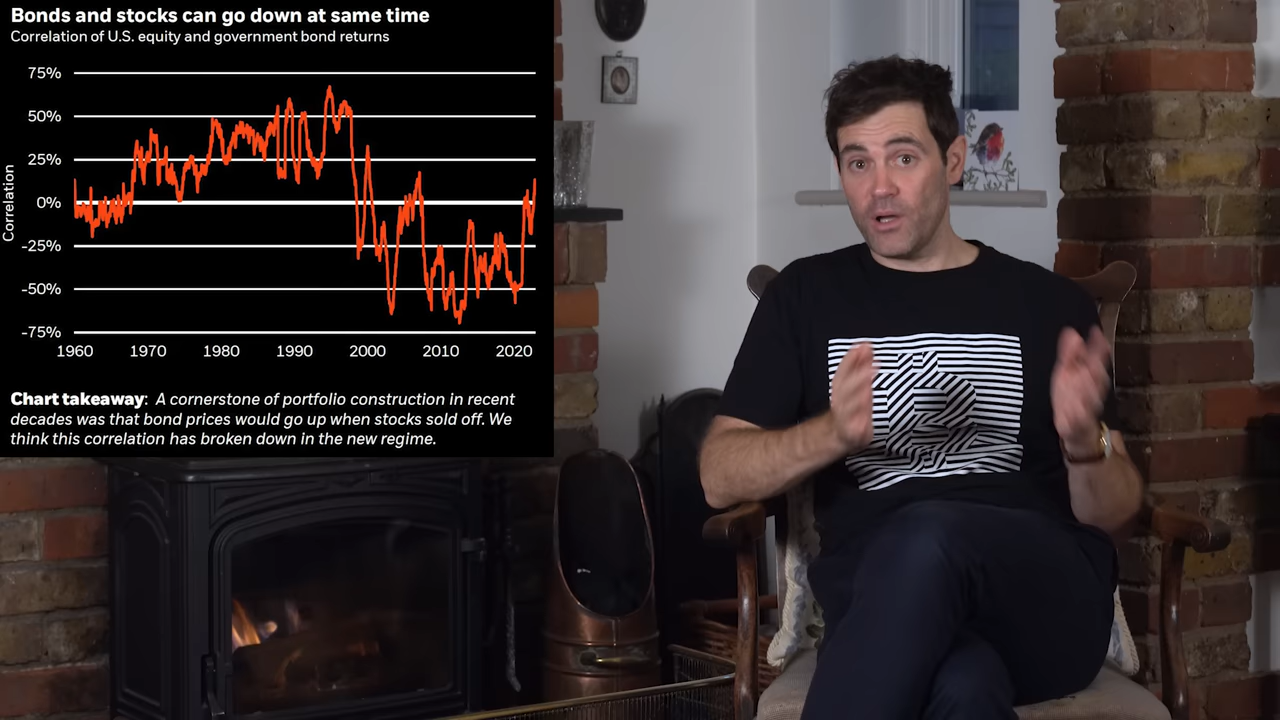 Bonds and stocks can go down at same time
Correlation of U.S. equity and government bond returns
75%
50%
25%
0%
-25%
-50%
-75%
Correlation
1960 1970 1980 1990 2000 2010 2020
Chart takeaway: A cornerstone of portfolio construction in recent
decades was that bond prices would go up when stocks sold off. We
think this correlation has broken down in the new regime.